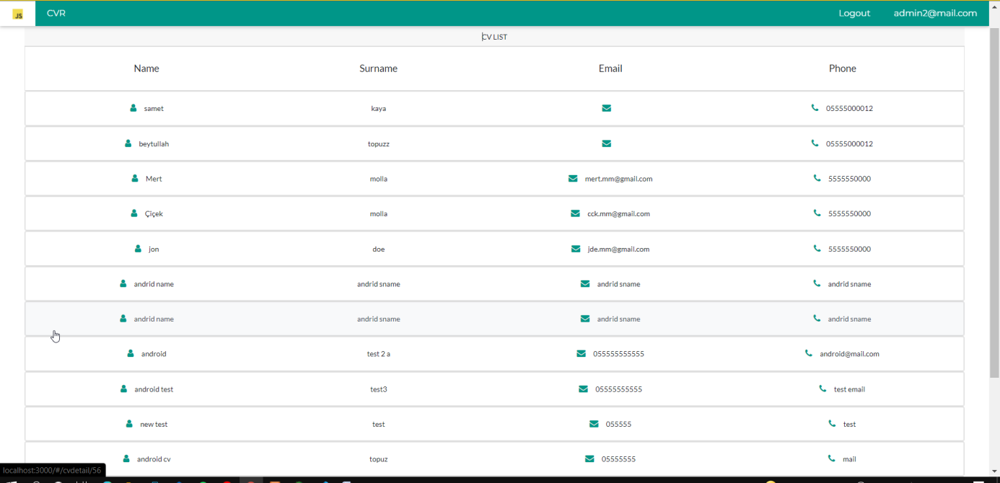 JS CVR Logout admin2@mail.com
CV LIST
Name Surname Email Phone
samet kaya 05555000012
beytullah topuzz 05555000012
Mert molla mert.mm@gmail.com 5555550000
Çiçek molla cck.mm@gmail.com 5555550000
jon doe jde.mm@gmail.com 5555550000
andrid name andrid sname andrid sname andrid sname
andrid name andrid sname andrid sname andrid sname
android test 2 a 055555555555 android@mail.com
android test test3 05555555555 test email
new test test 055555 test
android cv topuz 05555555 mail
localhost:3000/#/cvdetail/56